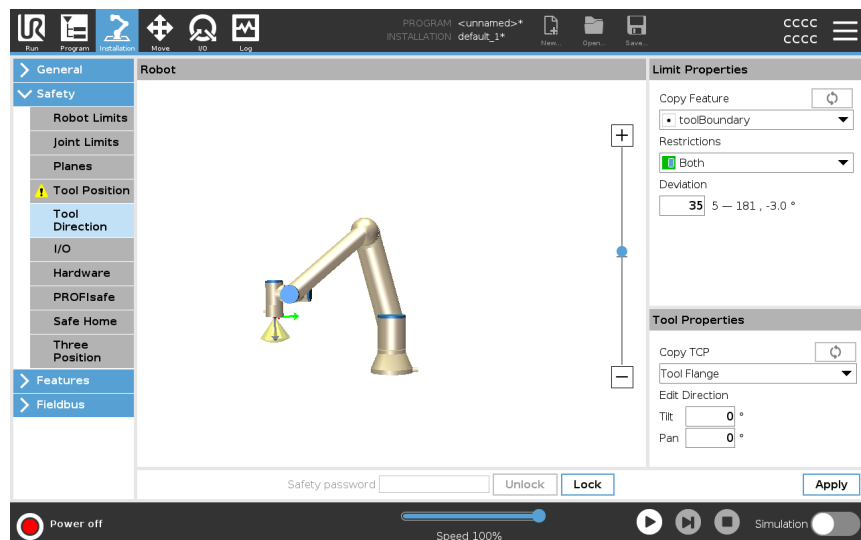 UR
PROGRAM <unnamed>*
INSTALLATION default_1*
Run Program Installation Move I/O Log
New... Open... Save...
CCCC
CCCC
General
Safety
Robot Limits
Joint Limits
Planes
Tool Position
Tool
Direction
I/O
Hardware
PROFIsafe
Safe Home
Three
Position
Features
Fieldbus
Robot
Safety password Unlock Lock
Limit Properties
Copy Feature
toolBoundary
Restrictions
Both
Deviation
35 5 — 181 , -3.0 °
Tool Properties
Copy TCP
Tool Flange
Edit Direction
Tilt 0 °
Pan 0 °
Apply
Power off
Speed 100%
Simulation